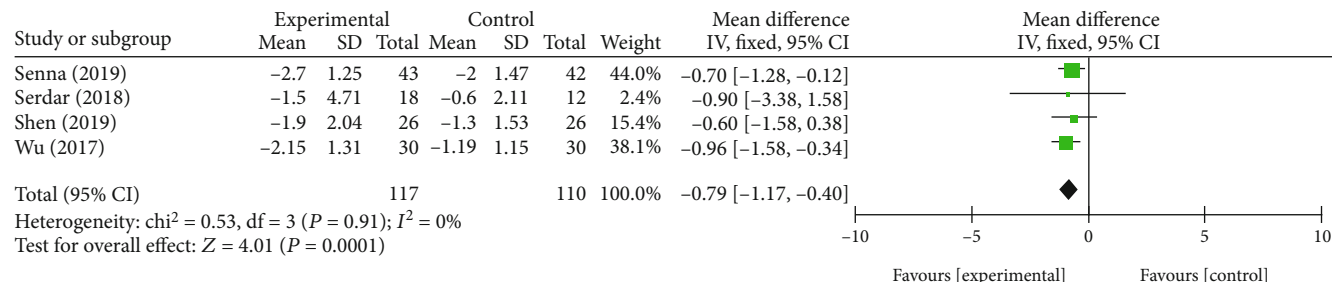 Experimental Control Mean difference Mean difference
Study or subgroup Mean SD Total Mean SD Total Weight IV, fixed, 95% CI IV, fixed, 95% CI
Senna (2019) –2.7 1.25 43 –2 1.47 42 44.0% –0.70 [–1.28, –0.12]
Serdar (2018) –1.5 4.71 18 –0.6 2.11 12 2.4% –0.90 [–3.38, 1.58]
Shen (2019) –1.9 2.04 26 –1.3 1.53 26 15.4% –0.60 [–1.58, 0.38]
Wu (2017) –2.15 1.31 30 –1.19 1.15 30 38.1% –0.96 [–1.58, –0.34]
Total (95% CI) 117 110 100.0% –0.79 [–1.17, –0.40]
Heterogeneity: chi² = 0.53, df = 3 (P = 0.91); I² = 0%
Test for overall effect: Z = 4.01 (P = 0.0001)
–10 –5 0 5 10
Favours [experimental] Favours [control]